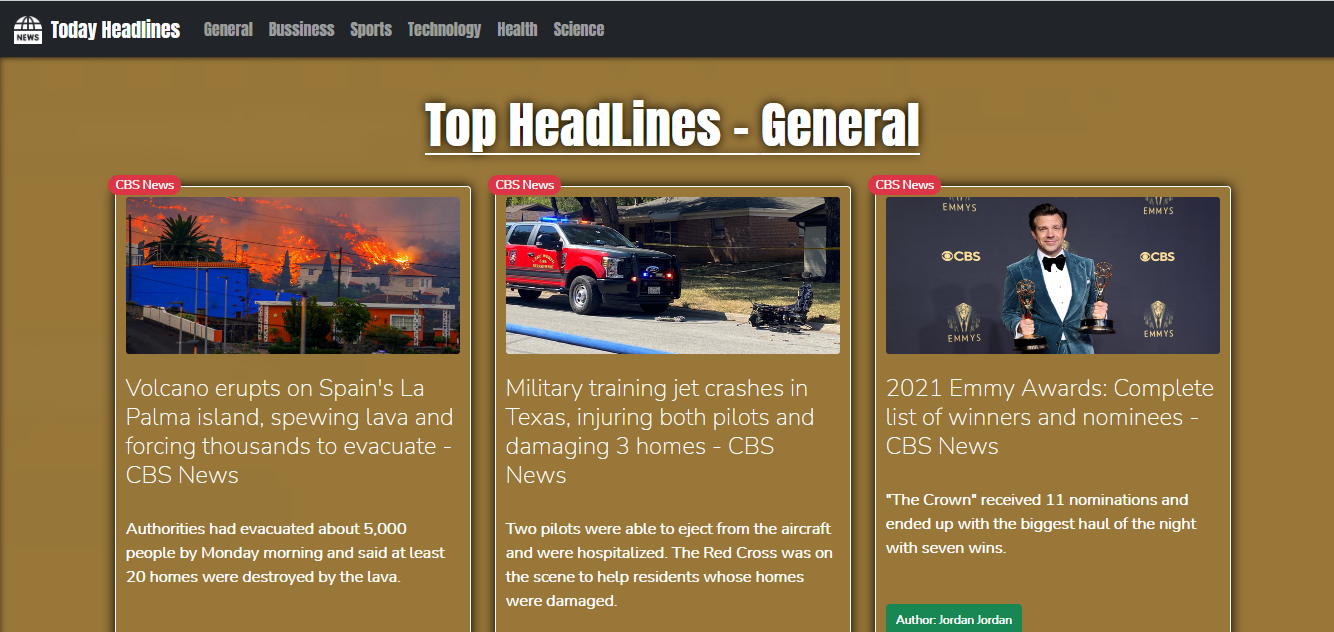 NEWS
Today Headlines
General
Bussiness
Sports
Technology
Health
Science
Top HeadLines - General
CBS News
Volcano erupts on Spain's La
Palma island, spewing lava and
forcing thousands to evacuate -
CBS News
Authorities had evacuated about 5,000
people by Monday morning and said at least
20 homes were destroyed by the lava.
CBS News
Military training jet crashes in
Texas, injuring both pilots and
damaging 3 homes - CBS
News
Two pilots were able to eject from the aircraft
and were hospitalized. The Red Cross was on
the scene to help residents whose homes
were damaged.
CBS News
EMMYS
EMMYS
CBS
CBS
EMMYS
EMMYS
2021 Emmy Awards: Complete
list of winners and nominees -
CBS News
"The Crown" received 11 nominations and
ended up with the biggest haul of the night
with seven wins.
Author: Jordan Jordan